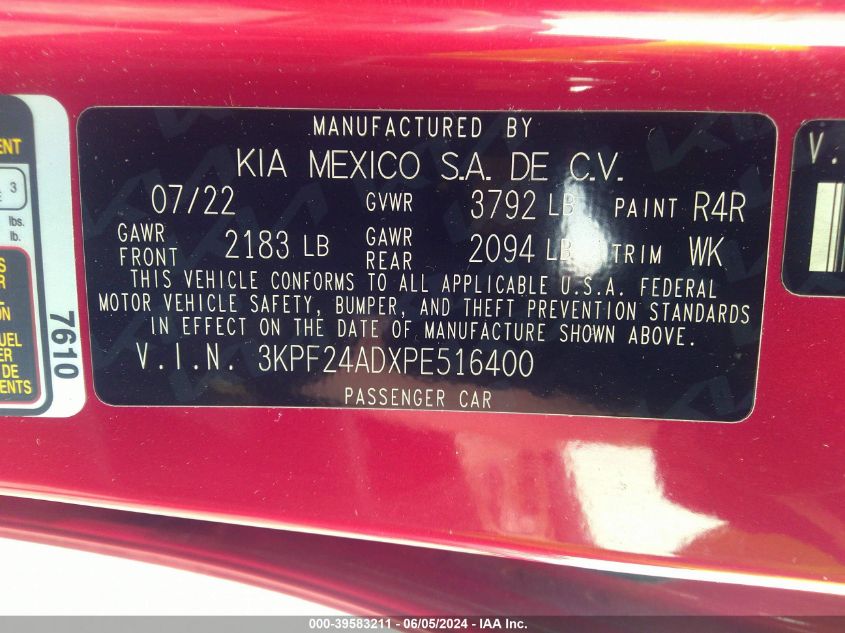 MANUFACTURED BY
KIA MEXICO S.A. DE C.V.
07/22 GVWR 3792 LB PAINT R4R
GAWR FRONT 2183 LB GAWR REAR 2094 LB TRIM WK
THIS VEHICLE CONFORMS TO ALL APPLICABLE U.S.A. FEDERAL
MOTOR VEHICLE SAFETY, BUMPER, AND THEFT PREVENTION STANDARDS
IN EFFECT ON THE DATE OF MANUFACTURE SHOWN ABOVE.
V.I.N. 3KPF24ADXPE516400
PASSENGER CAR
3
lbs.
lb.
7610
V.
000-39583211 - 06/05/2024 - IAA Inc.